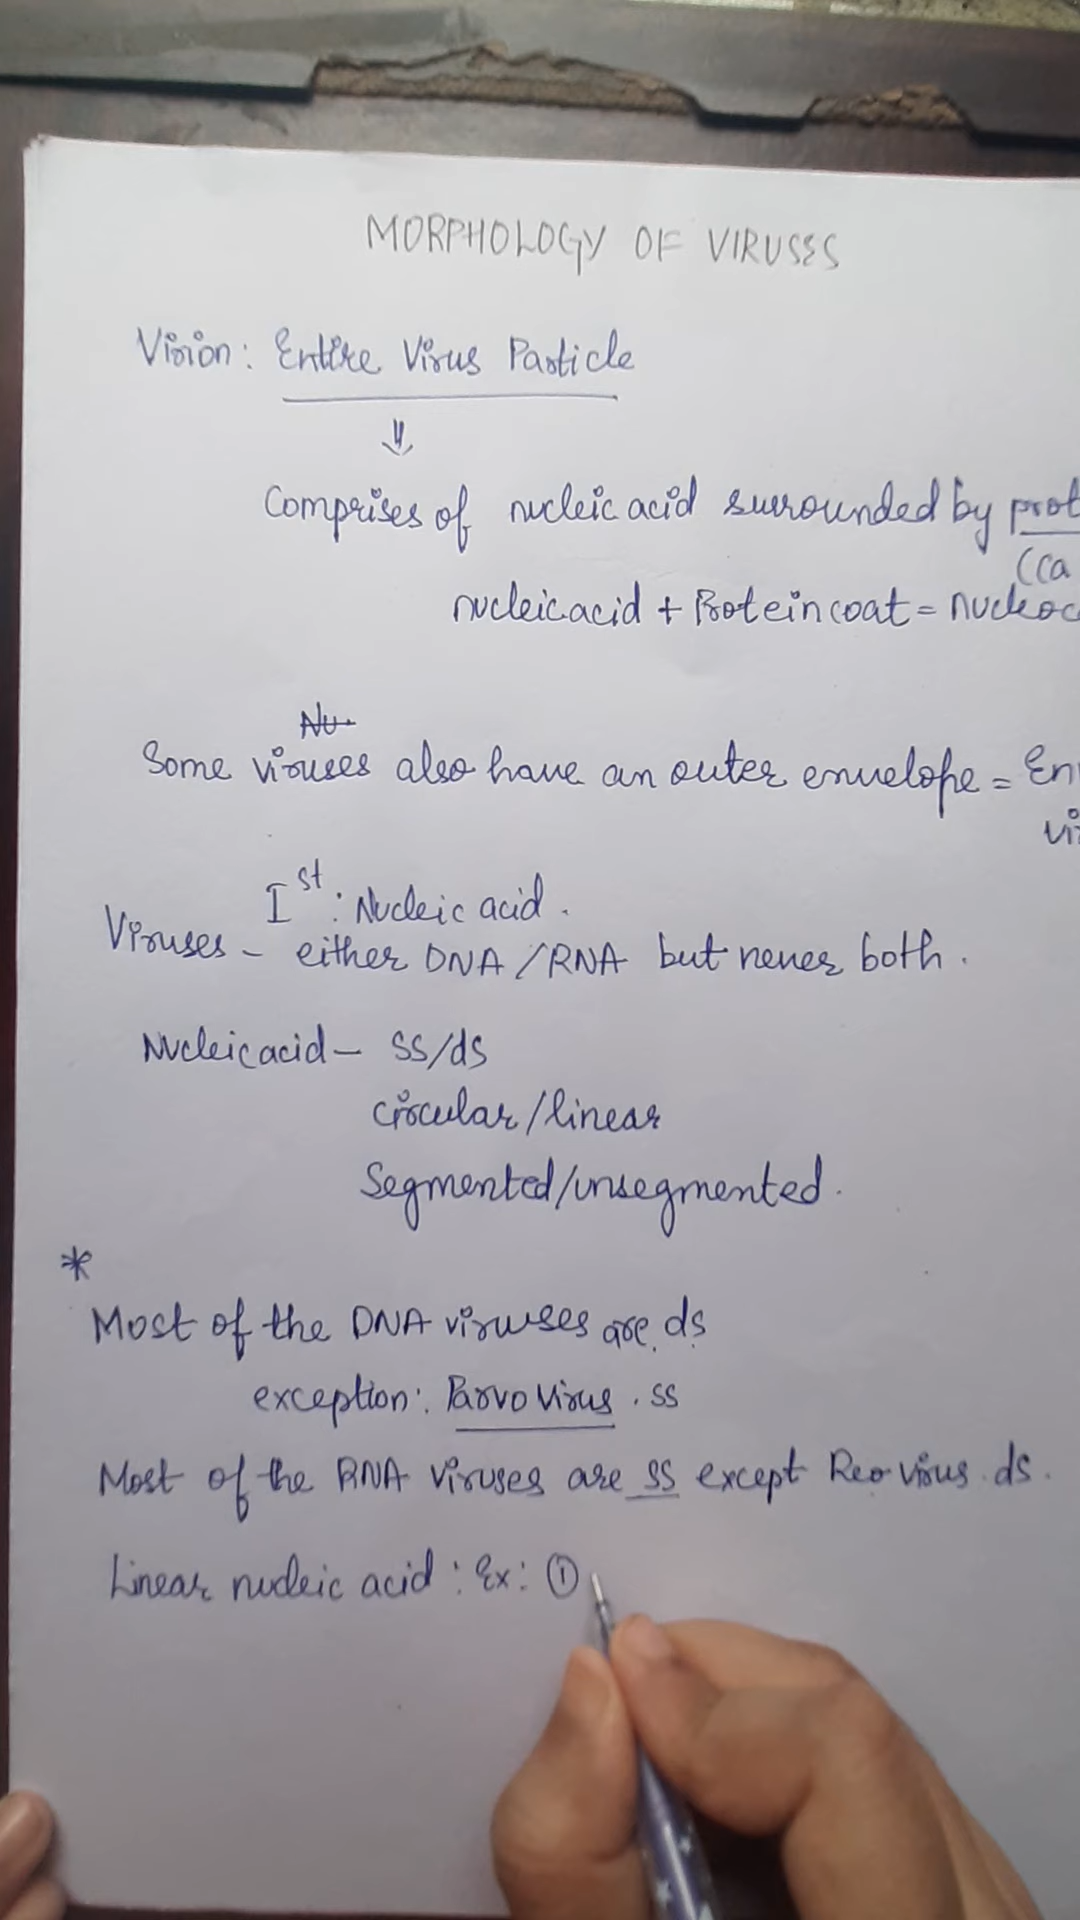 MORPHOLOGY OF VIRUSES
Virion: Entire Virus Particle
Comprises of nucleic acid surrounded by prot
(ca
nucleic acid + Protein coat = nucleoc
Nu
Some viruses also have an outer envelope = En
vi
Ist: Nucleic acid.
Viruses - either DNA/RNA but never both.
Nucleic acid - ss/ds
circular/linear
Segmented/unsegmented.
*
Most of the DNA viruses are ds
exception: Parvo Virus. ss
Most of the RNA viruses are ss except Reo virus. ds.
Linear nucleic acid: Ex: ①